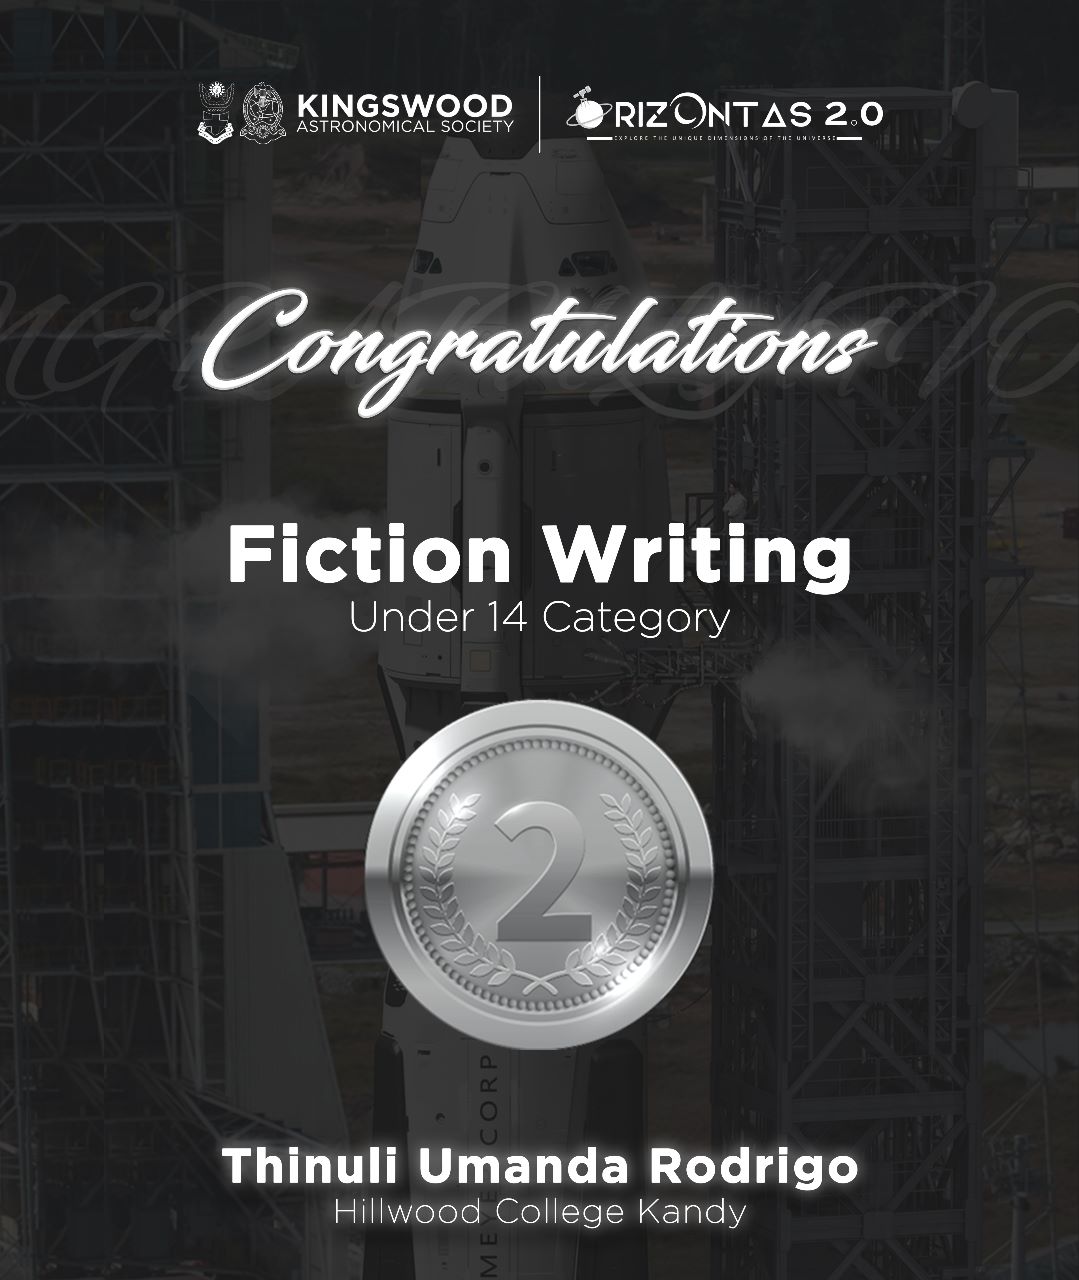 KINGSWOOD
ASTRONOMICAL SOCIETY
ORIZONTAS 2.0
EXPLORE THE UNIQUE DIMENSIONS OF THE UNIVERSE
Congratulations
Fiction Writing
Under 14 Category
2
Thinuli Umanda Rodrigo
Hillwood College Kandy